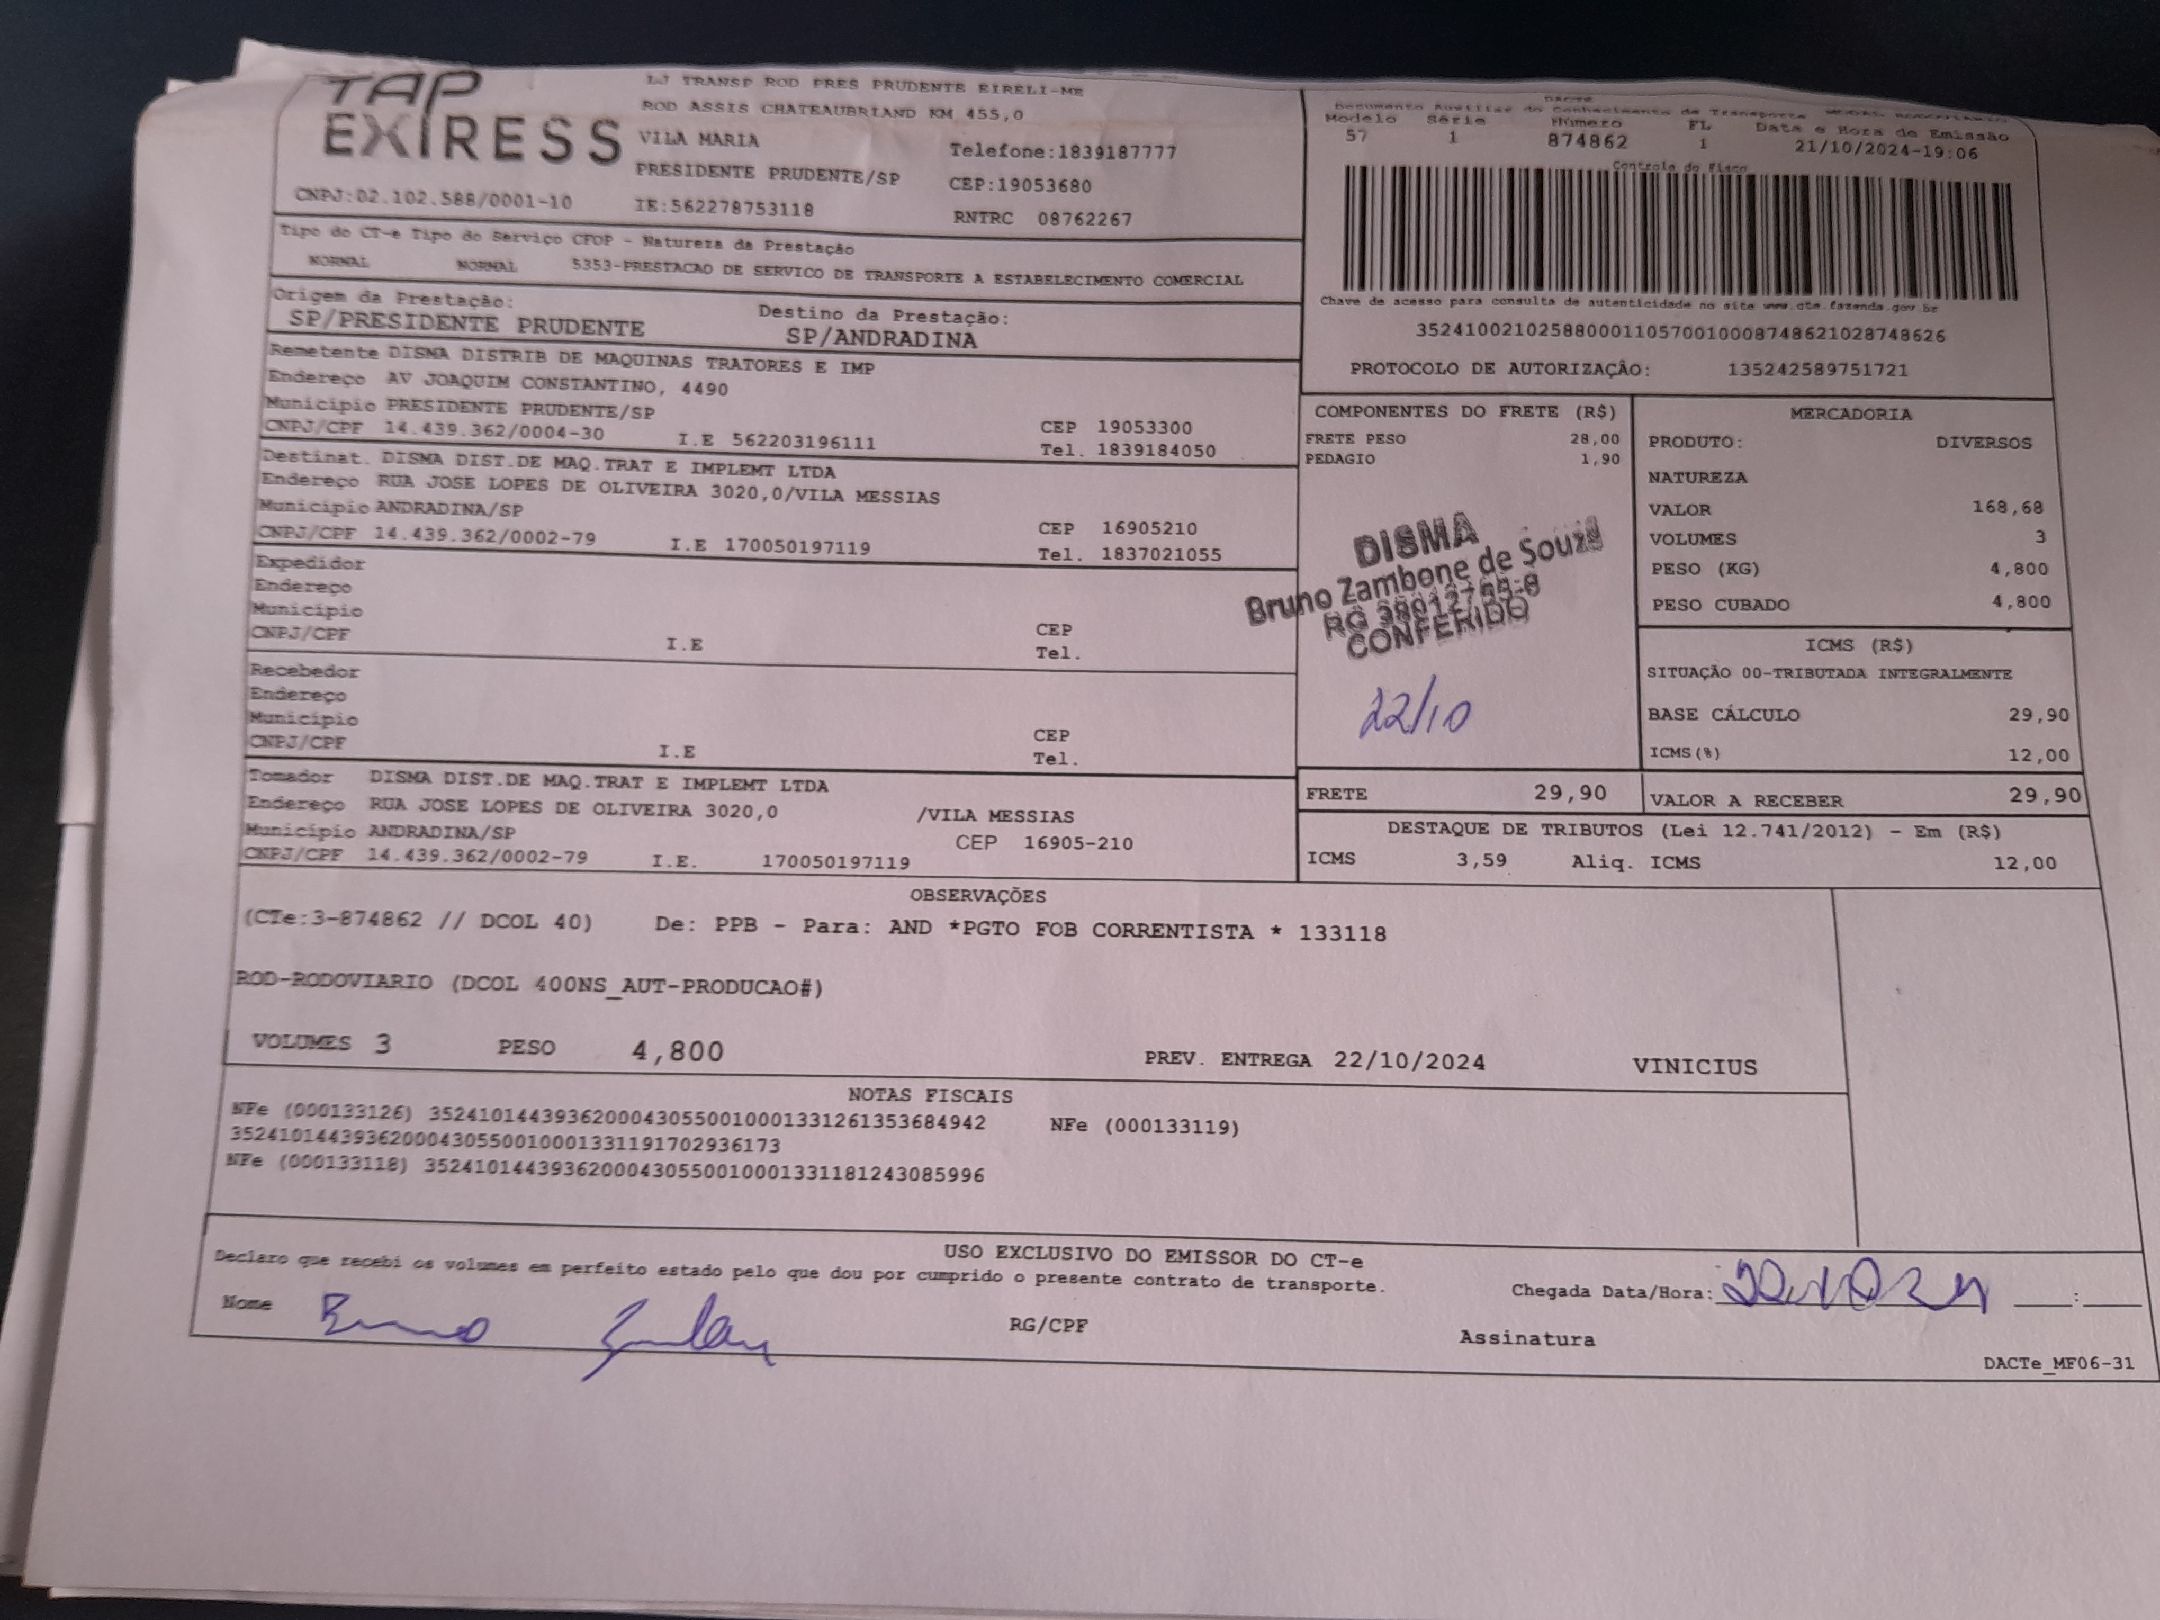 TAP
EXPRESS
LJ TRANSP ROD PRES PRUDENTE EIRELI-ME
ROD ASSIS CHATEAUBRIAND KM 455,0
VILA MARIA Telefone:1839187777
PRESIDENTE PRUDENTE/SP CEP:19053680
CNPJ:02.102.588/0001-10 IE:562278753118 RNTRC 08762267
DACTE
Documento Auxiliar do Conhecimento de Transporte
Modelo Série Número FL Data e Hora de Emissão
57 1 874862 1 21/10/2024-19:06
Controle do Fisco
Chave de acesso para consulta de autenticidade no site www.cte.fazenda.gov.br
35241002102588000110570010008748621028748626
PROTOCOLO DE AUTORIZAÇÂO: 135242589751721
Tipo do CT-e Tipo do Serviço CFOP - Natureza da Prestação
NORMAL NORMAL 5353-PRESTACAO DE SERVICO DE TRANSPORTE A ESTABELECIMENTO COMERCIAL
Origem da Prestação: Destino da Prestação:
SP/PRESIDENTE PRUDENTE SP/ANDRADINA
Remetente DISMA DISTRIB DE MAQUINAS TRATORES E IMP
Endereço AV JOAQUIM CONSTANTINO, 4490
Município PRESIDENTE PRUDENTE/SP CEP 19053300
CNPJ/CPF 14.439.362/0004-30 I.E 562203196111 Tel. 1839184050
Destinat. DISMA DIST.DE MAQ.TRAT E IMPLEMT LTDA
Endereço RUA JOSE LOPES DE OLIVEIRA 3020,0/VILA MESSIAS
Município ANDRADINA/SP CEP 16905210
CNPJ/CPF 14.439.362/0002-79 I.E 170050197119 Tel. 1837021055
Expedidor
Endereço
Município CEP
CNPJ/CPF I.E Tel.
Recebedor
Endereço
Município CEP
CNPJ/CPF I.E Tel.
Tomador DISMA DIST.DE MAQ.TRAT E IMPLEMT LTDA
Endereço RUA JOSE LOPES DE OLIVEIRA 3020,0 /VILA MESSIAS
Município ANDRADINA/SP CEP 16905-210
CNPJ/CPF 14.439.362/0002-79 I.E. 170050197119
COMPONENTES DO FRETE (R$)
FRETE PESO 28,00
PEDAGIO 1,90
DISMA
Bruno Zambone de Souza
RG 38012755-8
CONFERIDO
22/10
FRETE 29,90
MERCADORIA
PRODUTO: DIVERSOS
NATUREZA
VALOR 168,68
VOLUMES 3
PESO (KG) 4,800
PESO CUBADO 4,800
ICMS (R$)
SITUAÇÃO 00-TRIBUTADA INTEGRALMENTE
BASE CÁLCULO 29,90
ICMS(%) 12,00
VALOR A RECEBER 29,90
DESTAQUE DE TRIBUTOS (Lei 12.741/2012) - Em (R$)
ICMS 3,59 Aliq. ICMS 12,00
OBSERVAÇÕES
(CTe:3-874862 // DCOL 40) De: PPB - Para: AND *PGTO FOB CORRENTISTA * 133118
ROD-RODOVIARIO (DCOL 400NS_AUT-PRODUCAO#)
VOLUMES 3 PESO 4,800 PREV. ENTREGA 22/10/2024 VINICIUS
NOTAS FISCAIS
NFe (000133126) 35241014439362000430550010001331261353684942 NFe (000133119)
35241014439362000430550010001331191702936173
NFe (000133118) 35241014439362000430550010001331181243085996
USO EXCLUSIVO DO EMISSOR DO CT-e
Declaro que recebi os volumes em perfeito estado pelo que dou por cumprido o presente contrato de transporte.
Chegada Data/Hora: ____:____
Nome Bruno RG/CPF Assinatura
DACTe_MF06-31